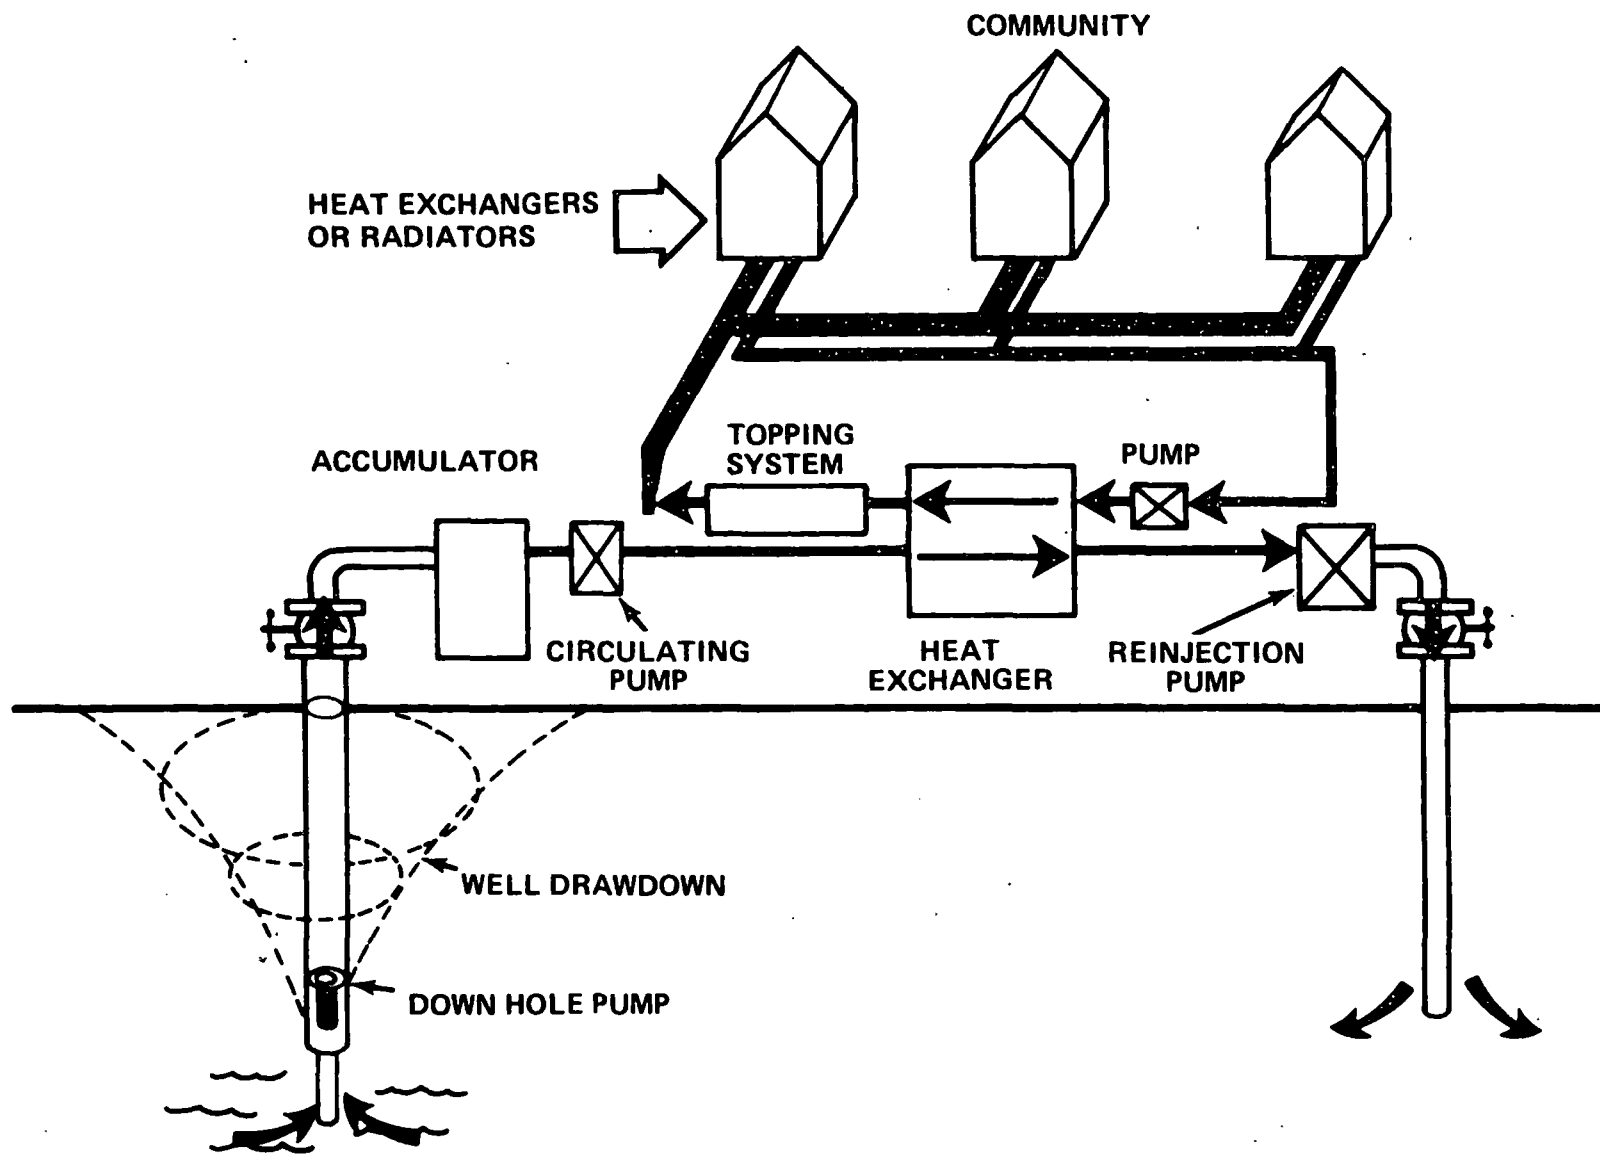 COMMUNITY
HEAT EXCHANGERS
OR RADIATORS
TOPPING
SYSTEM
PUMP
ACCUMULATOR
CIRCULATING
PUMP
HEAT
EXCHANGER
REINJECTION
PUMP
WELL DRAWDOWN
DOWN HOLE PUMP